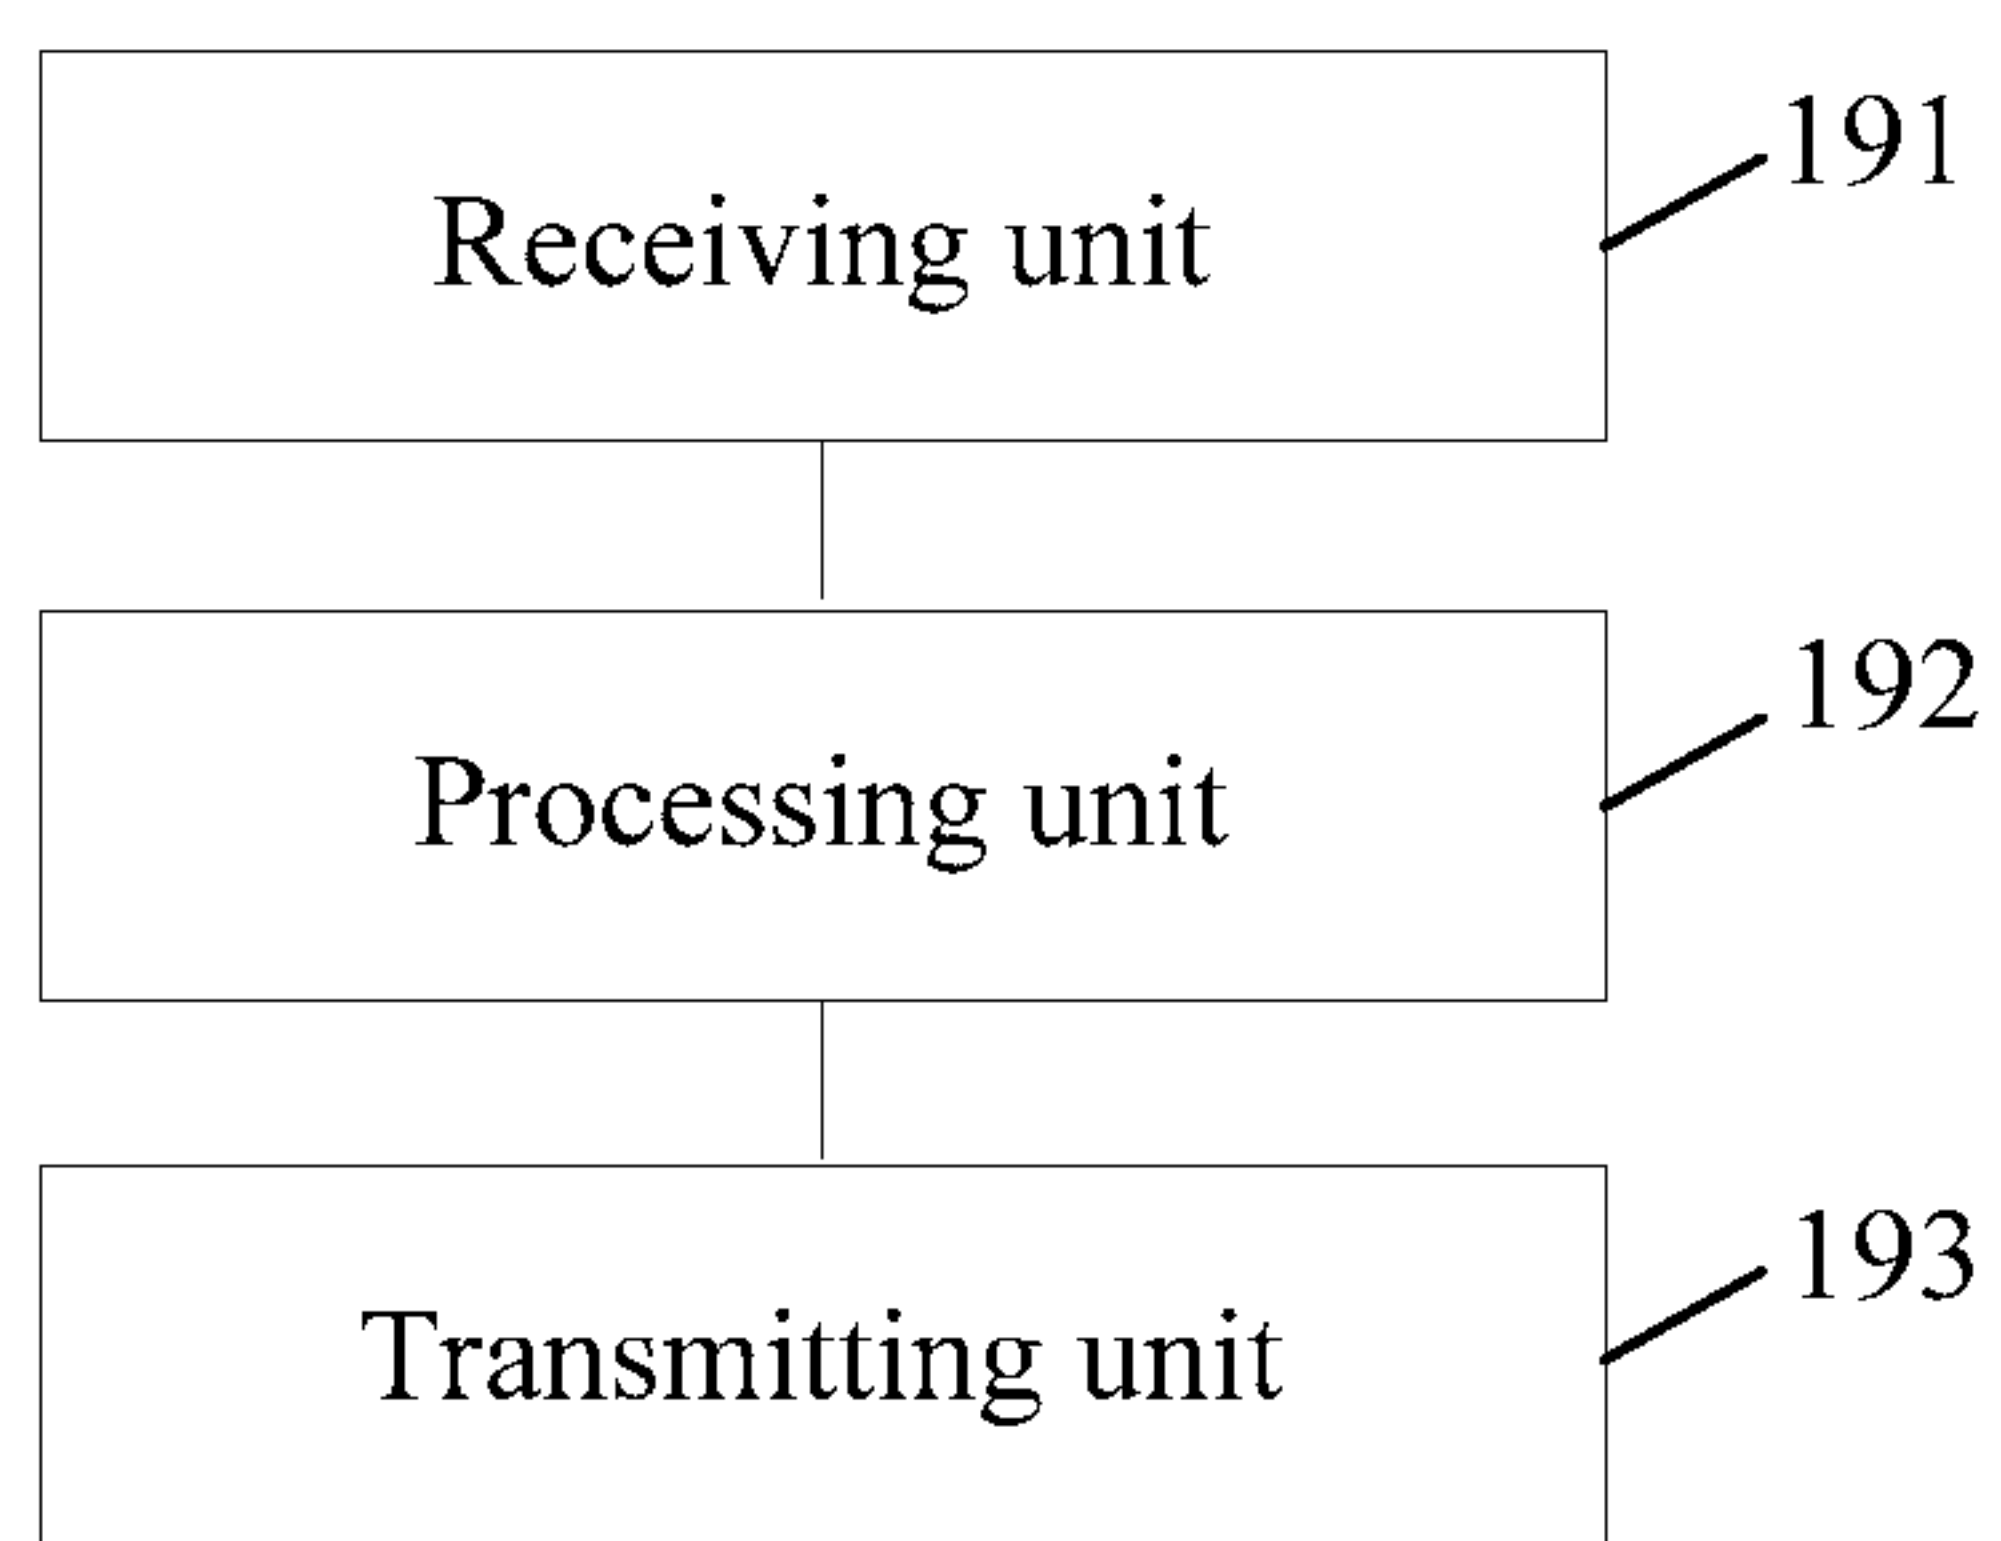 191
Receiving unit
192
Processing unit
193
Transmitting unit